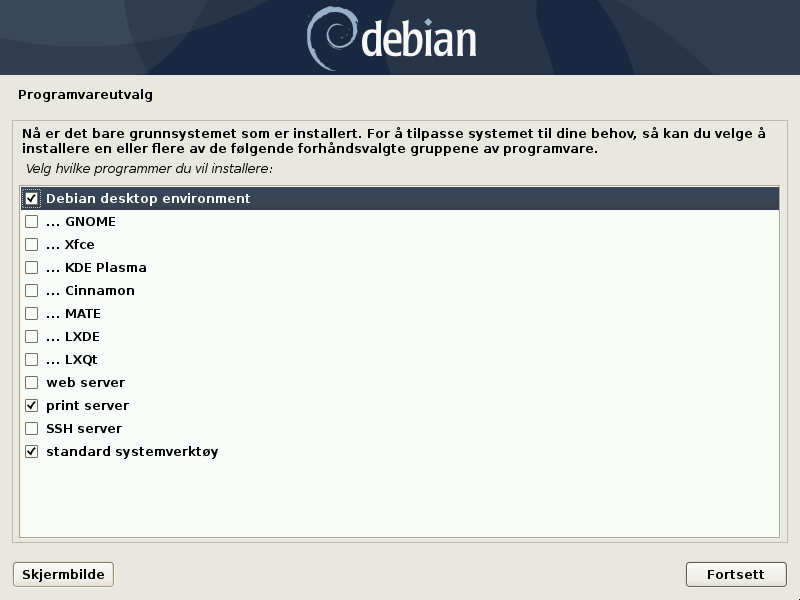 debian
Programvareutvalg
Nå er det bare grunnsystemet som er installert. For å tilpasse systemet til dine behov, så kan du velge å
installere en eller flere av de følgende forhåndsvalgte gruppene av programvare.
Velg hvilke programmer du vil installere:
Debian desktop environment
... GNOME
... Xfce
... KDE Plasma
... Cinnamon
... MATE
... LXDE
... LXQt
web server
print server
SSH server
standard systemverktøy
Skjermbilde
Fortsett